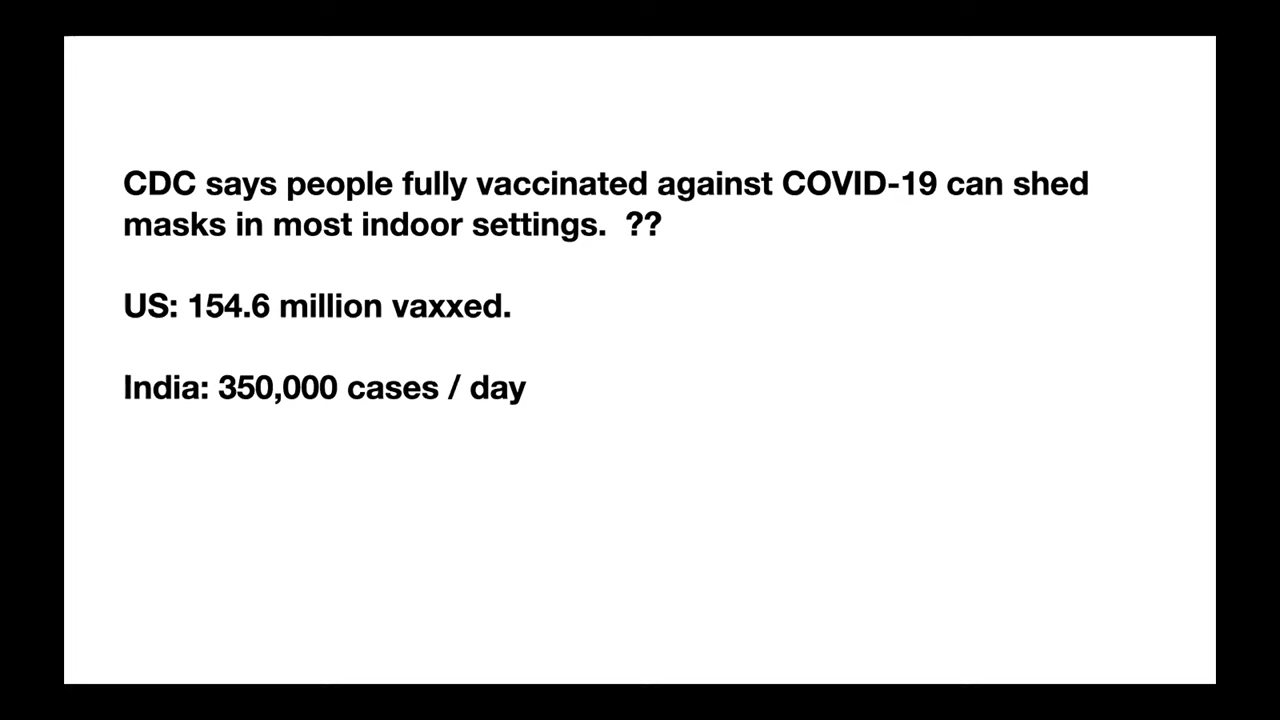 CDC says people fully vaccinated against COVID-19 can shed
masks in most indoor settings.  ??
US: 154.6 million vaxxed.
India: 350,000 cases / day